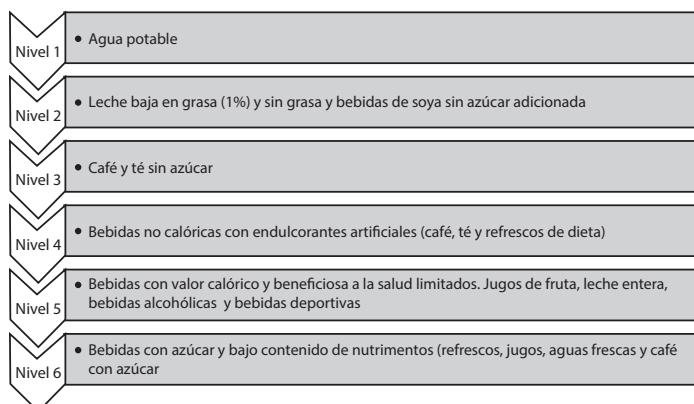 Nivel 1
• Agua potable
Nivel 2
• Leche baja en grasa (1%) y sin grasa y bebidas de soya sin azúcar adicionada
Nivel 3
• Café y té sin azúcar
Nivel 4
• Bebidas no calóricas con endulcorantes artificiales (café, té y refrescos de dieta)
Nivel 5
• Bebidas con valor calórico y beneficiosa a la salud limitados. Jugos de fruta, leche entera,
bebidas alcohólicas y bebidas deportivas
Nivel 6
• Bebidas con azúcar y bajo contenido de nutrimentos (refrescos, jugos, aguas frescas y café
con azúcar